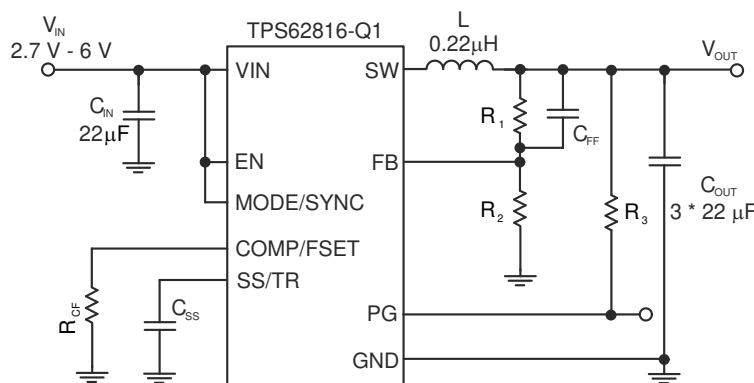 TPS62816-Q1
L
0.22µH
V_IN
2.7 V - 6 V
V_OUT
VIN
SW
C_IN
22µF
R_1
C_FF
EN
FB
MODE/SYNC
R_2
R_3
C_OUT
3 * 22 µF
COMP/FSET
SS/TR
R_CF
C_SS
PG
GND